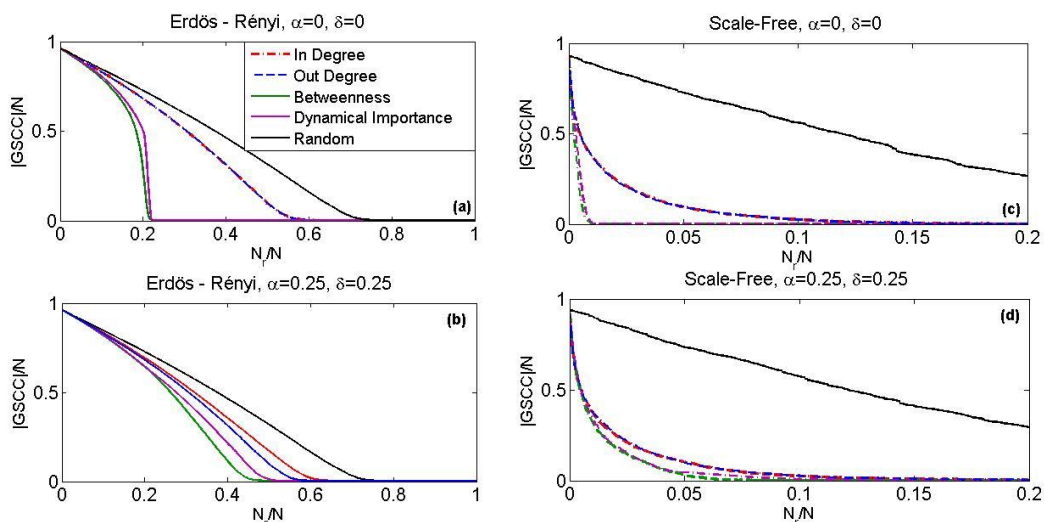 Erdös - Rényi, α=0, δ=0
1
0.5
0
|GSCC|/N
In Degree
Out Degree
Betweenness
Dynamical Importance
Random
(a)
0 0.2 0.4 0.6 0.8 1
N_r/N
Scale-Free, α=0, δ=0
1
0.5
0
|GSCC|/N
(c)
0 0.05 0.1 0.15 0.2
N_r/N
Erdös - Rényi, α=0.25, δ=0.25
1
0.5
0
|GSCC|/N
(b)
0 0.2 0.4 0.6 0.8 1
N_r/N
Scale-Free, α=0.25, δ=0.25
1
0.5
0
|GSCC|/N
(d)
0 0.05 0.1 0.15 0.2
N_r/N